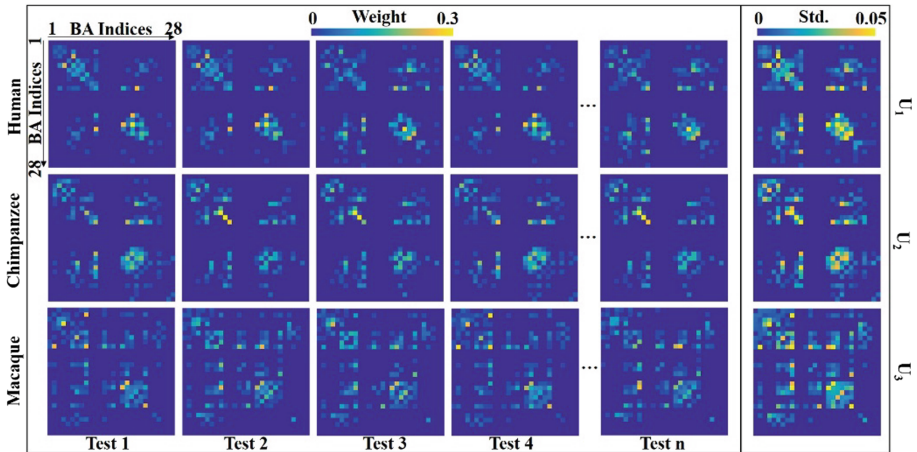 1 BA Indices 28
0 Weight 0.3
0 Std. 0.05
1
BA Indices
28
Human
...
U1
Chimpanzee
...
U2
Macaque
...
U3
Test 1 Test 2 Test 3 Test 4 Test n